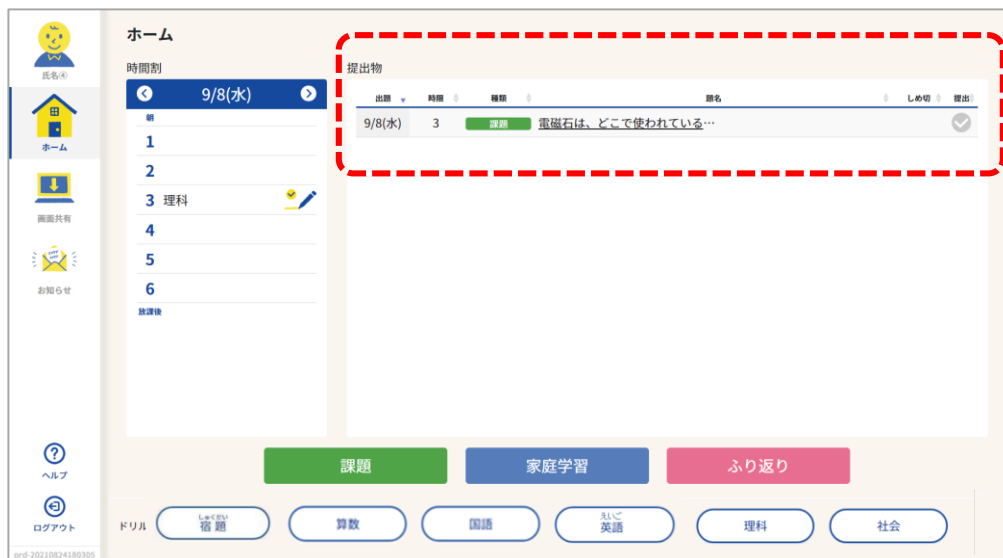 氏名④
ホーム
画面共有
お知らせ
ヘルプ
ログアウト
prd-20210824180305
ホーム
時間割
9/8(水)
朝
1
2
3 理科
4
5
6
放課後
提出物
出題 時限 種類 題名 しめ切 提出
9/8(水) 3 課題 電磁石は、どこで使われている…
課題 家庭学習 ふり返り
ドリル
しゅくだい
宿題
算数
国語
えいご
英語
理科
社会